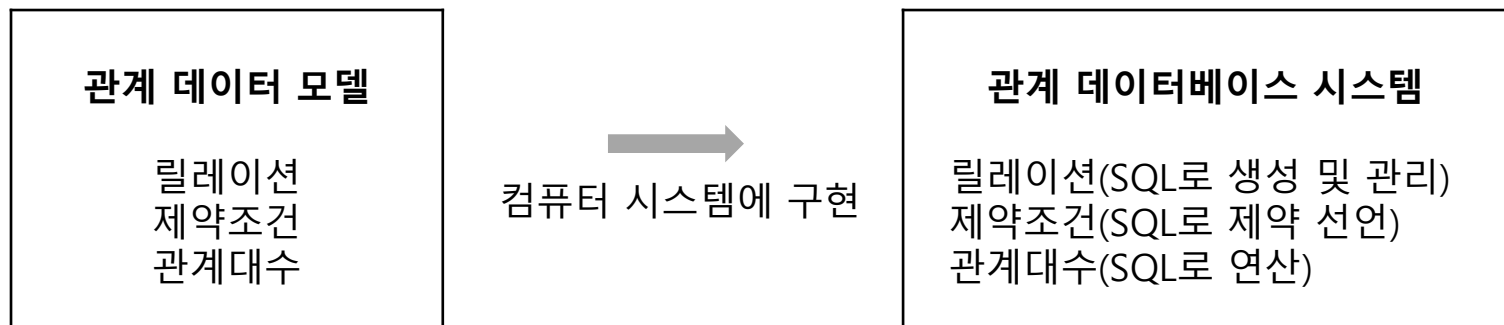 관계 데이터 모델
릴레이션
제약조건
관계대수
컴퓨터 시스템에 구현
관계 데이터베이스 시스템
릴레이션(SQL로 생성 및 관리)
제약조건(SQL로 제약 선언)
관계대수(SQL로 연산)